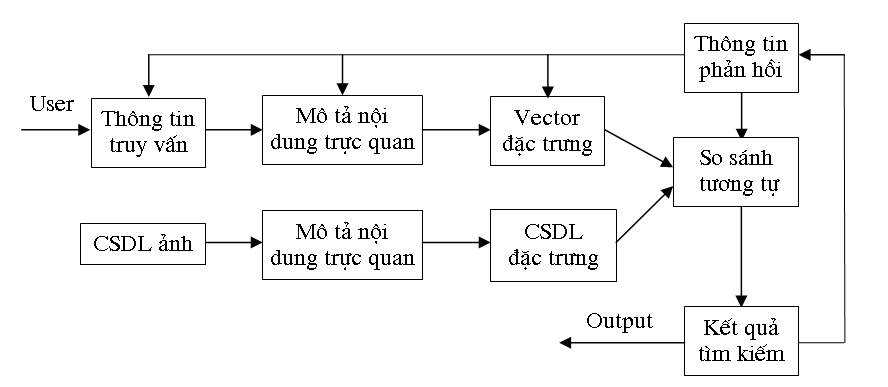 Thông tin
phản hồi
User
Thông tin
truy vấn
Mô tả nội
dung trực quan
Vector
đặc trưng
So sánh
tương tự
CSDL ảnh
Mô tả nội
dung trực quan
CSDL
đặc trưng
Output
Kết quả
tìm kiếm